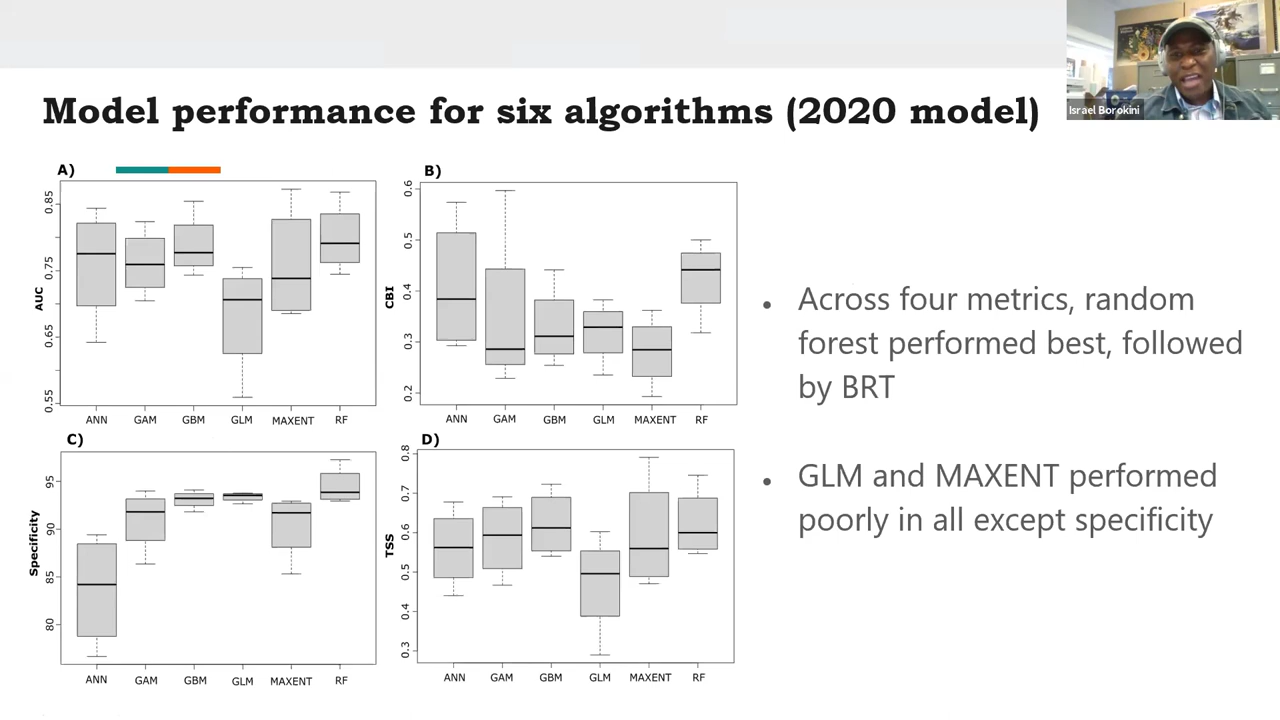 Israel Borokini
Model performance for six algorithms (2020 model)
A)
AUC
0.55 0.65 0.75 0.85
ANN GAM GBM GLM MAXENT RF
B)
CBI
0.2 0.3 0.4 0.5 0.6
ANN GAM GBM GLM MAXENT RF
C)
Specificity
80 85 90 95
ANN GAM GBM GLM MAXENT RF
D)
TSS
0.3 0.4 0.5 0.6 0.7 0.8
ANN GAM GBM GLM MAXENT RF
• Across four metrics, random
forest performed best, followed
by BRT
• GLM and MAXENT performed
poorly in all except specificity